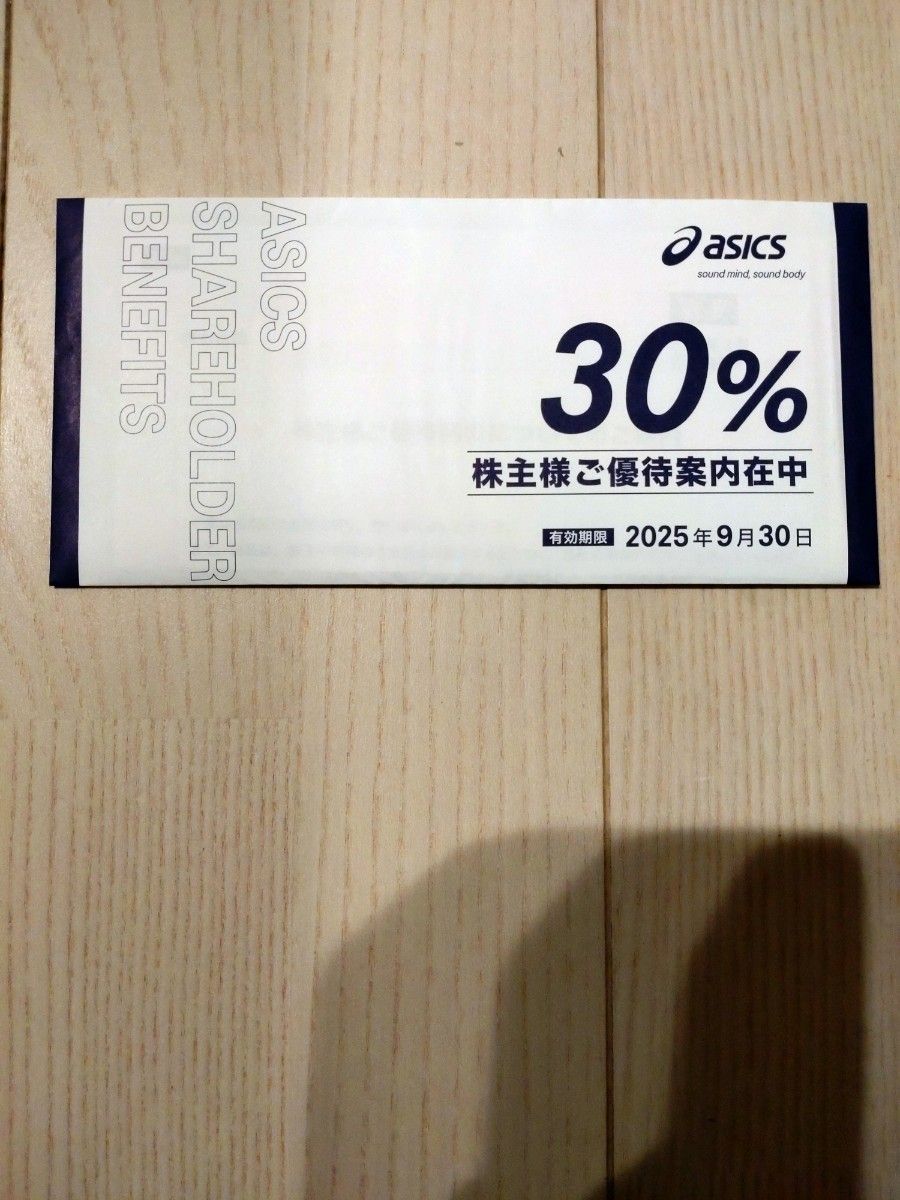 ASICS
SHAREHOLDER
BENEFITS
asics
sound mind, sound body
30%
株主様ご優待案内在中
有効期限 2025年9月30日